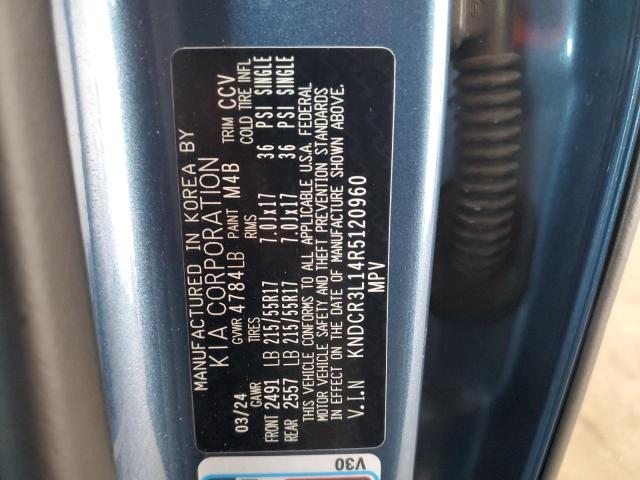 MANUFACTURED IN KOREA BY
KIA CORPORATION
03/24 GVWR 4784LB PAINT M4B TRIM CCV
GAWR TIRES RIMS COLD TIRE INFL
FRONT 2491 LB 215/55R17 7.0Jx17 36 PSI SINGLE
REAR 2557 LB 215/55R17 7.0Jx17 36 PSI SINGLE
THIS VEHICLE CONFORMS TO ALL APPLICABLE U.S.A. FEDERAL
MOTOR VEHICLE SAFETY AND THEFT PREVENTION STANDARDS
IN EFFECT ON THE DATE OF MANUFACTURE SHOWN ABOVE.
V.I.N KNDCR3L14R5120960
MPV
V30